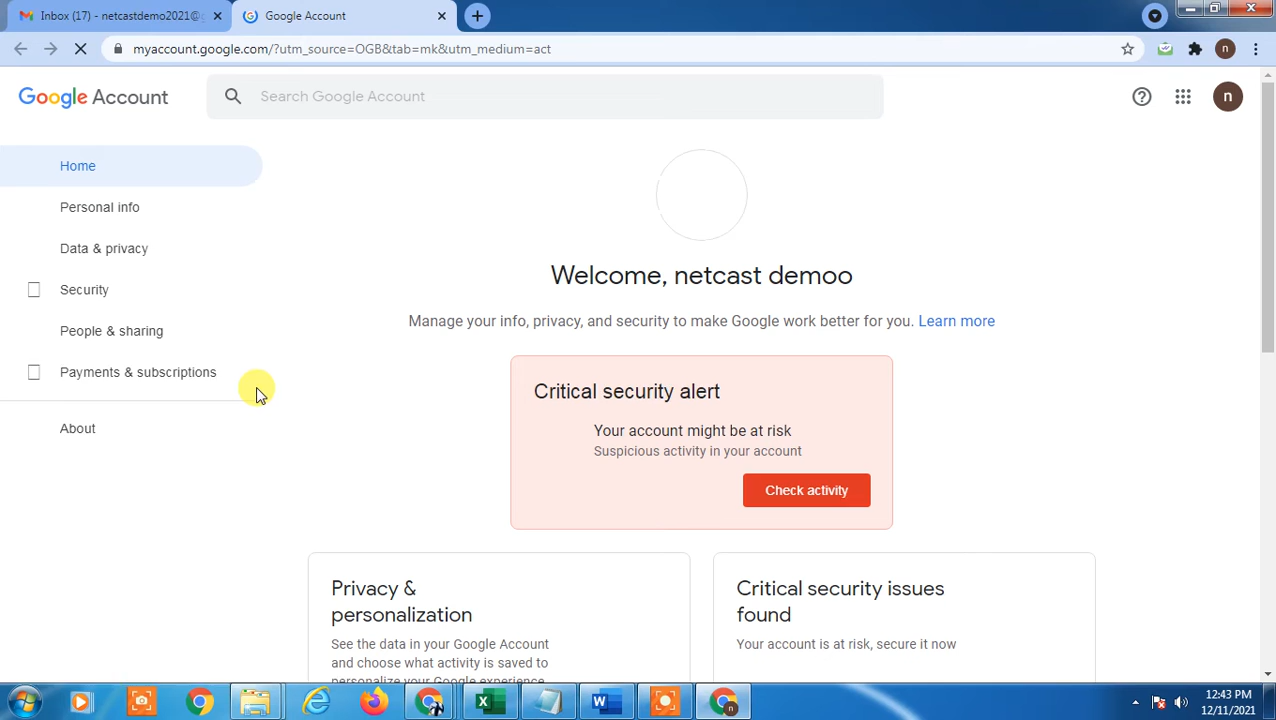 Inbox (17) - netcastdemo2021@g
Google Account
myaccount.google.com/?utm_source=OGB&tab=mk&utm_medium=act
n
Google Account
Search Google Account
n
Home
Personal info
Data & privacy
Security
People & sharing
Payments & subscriptions
About
Welcome, netcast demoo
Manage your info, privacy, and security to make Google work better for you. Learn more
Critical security alert
Your account might be at risk
Suspicious activity in your account
Check activity
Privacy &
personalization
See the data in your Google Account
and choose what activity is saved to
personalize your Google experience
Critical security issues
found
Your account is at risk, secure it now
12:43 PM
12/11/2021